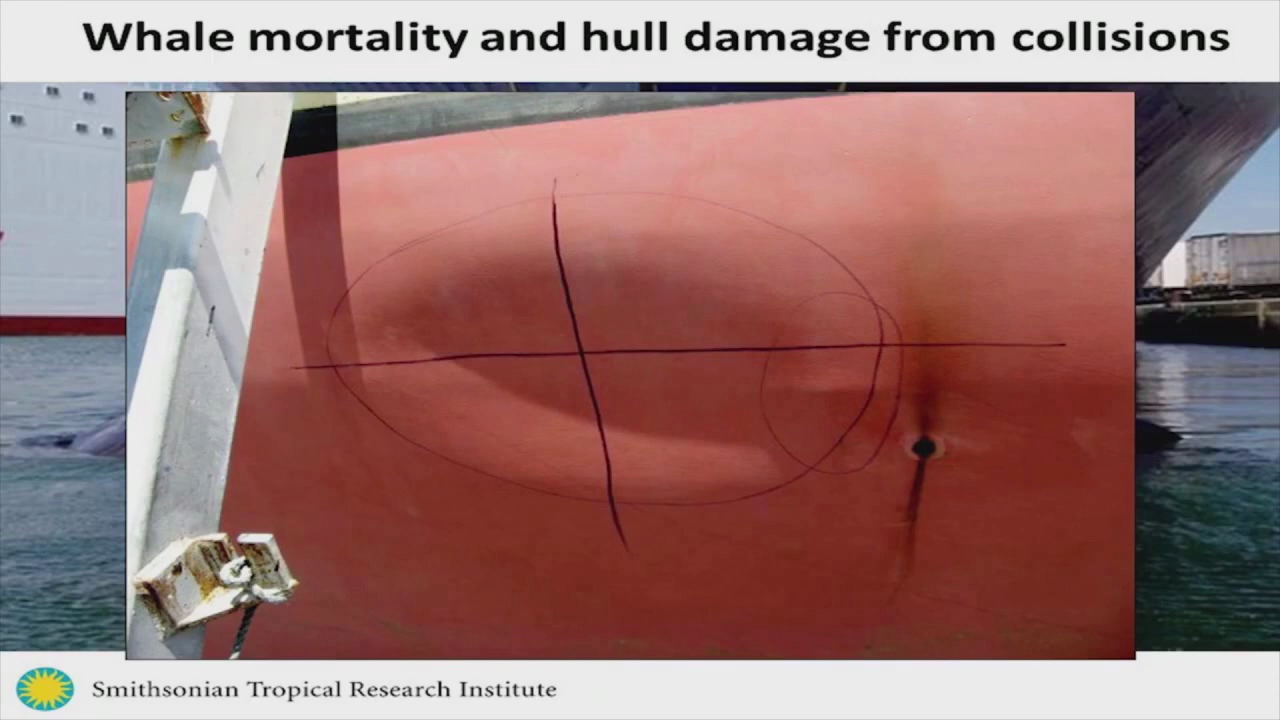 Whale mortality and hull damage from collisions
Smithsonian Tropical Research Institute